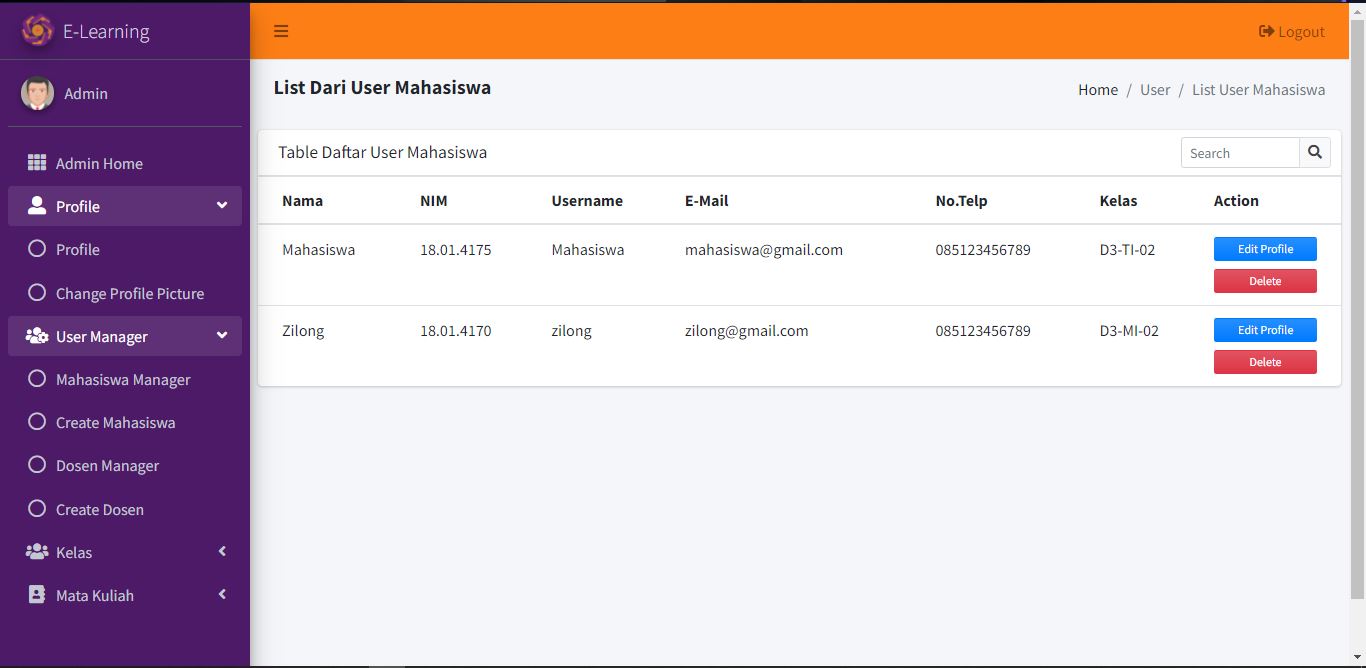 E-Learning
Logout
Admin
List Dari User Mahasiswa
Home / User / List User Mahasiswa
Admin Home
Profile
Profile
Change Profile Picture
User Manager
Mahasiswa Manager
Create Mahasiswa
Dosen Manager
Create Dosen
Kelas
Mata Kuliah
Table Daftar User Mahasiswa
Search
Nama NIM Username E-Mail No.Telp Kelas Action
Mahasiswa 18.01.4175 Mahasiswa mahasiswa@gmail.com 085123456789 D3-TI-02 Edit Profile
Delete
Zilong 18.01.4170 zilong zilong@gmail.com 085123456789 D3-MI-02 Edit Profile
Delete